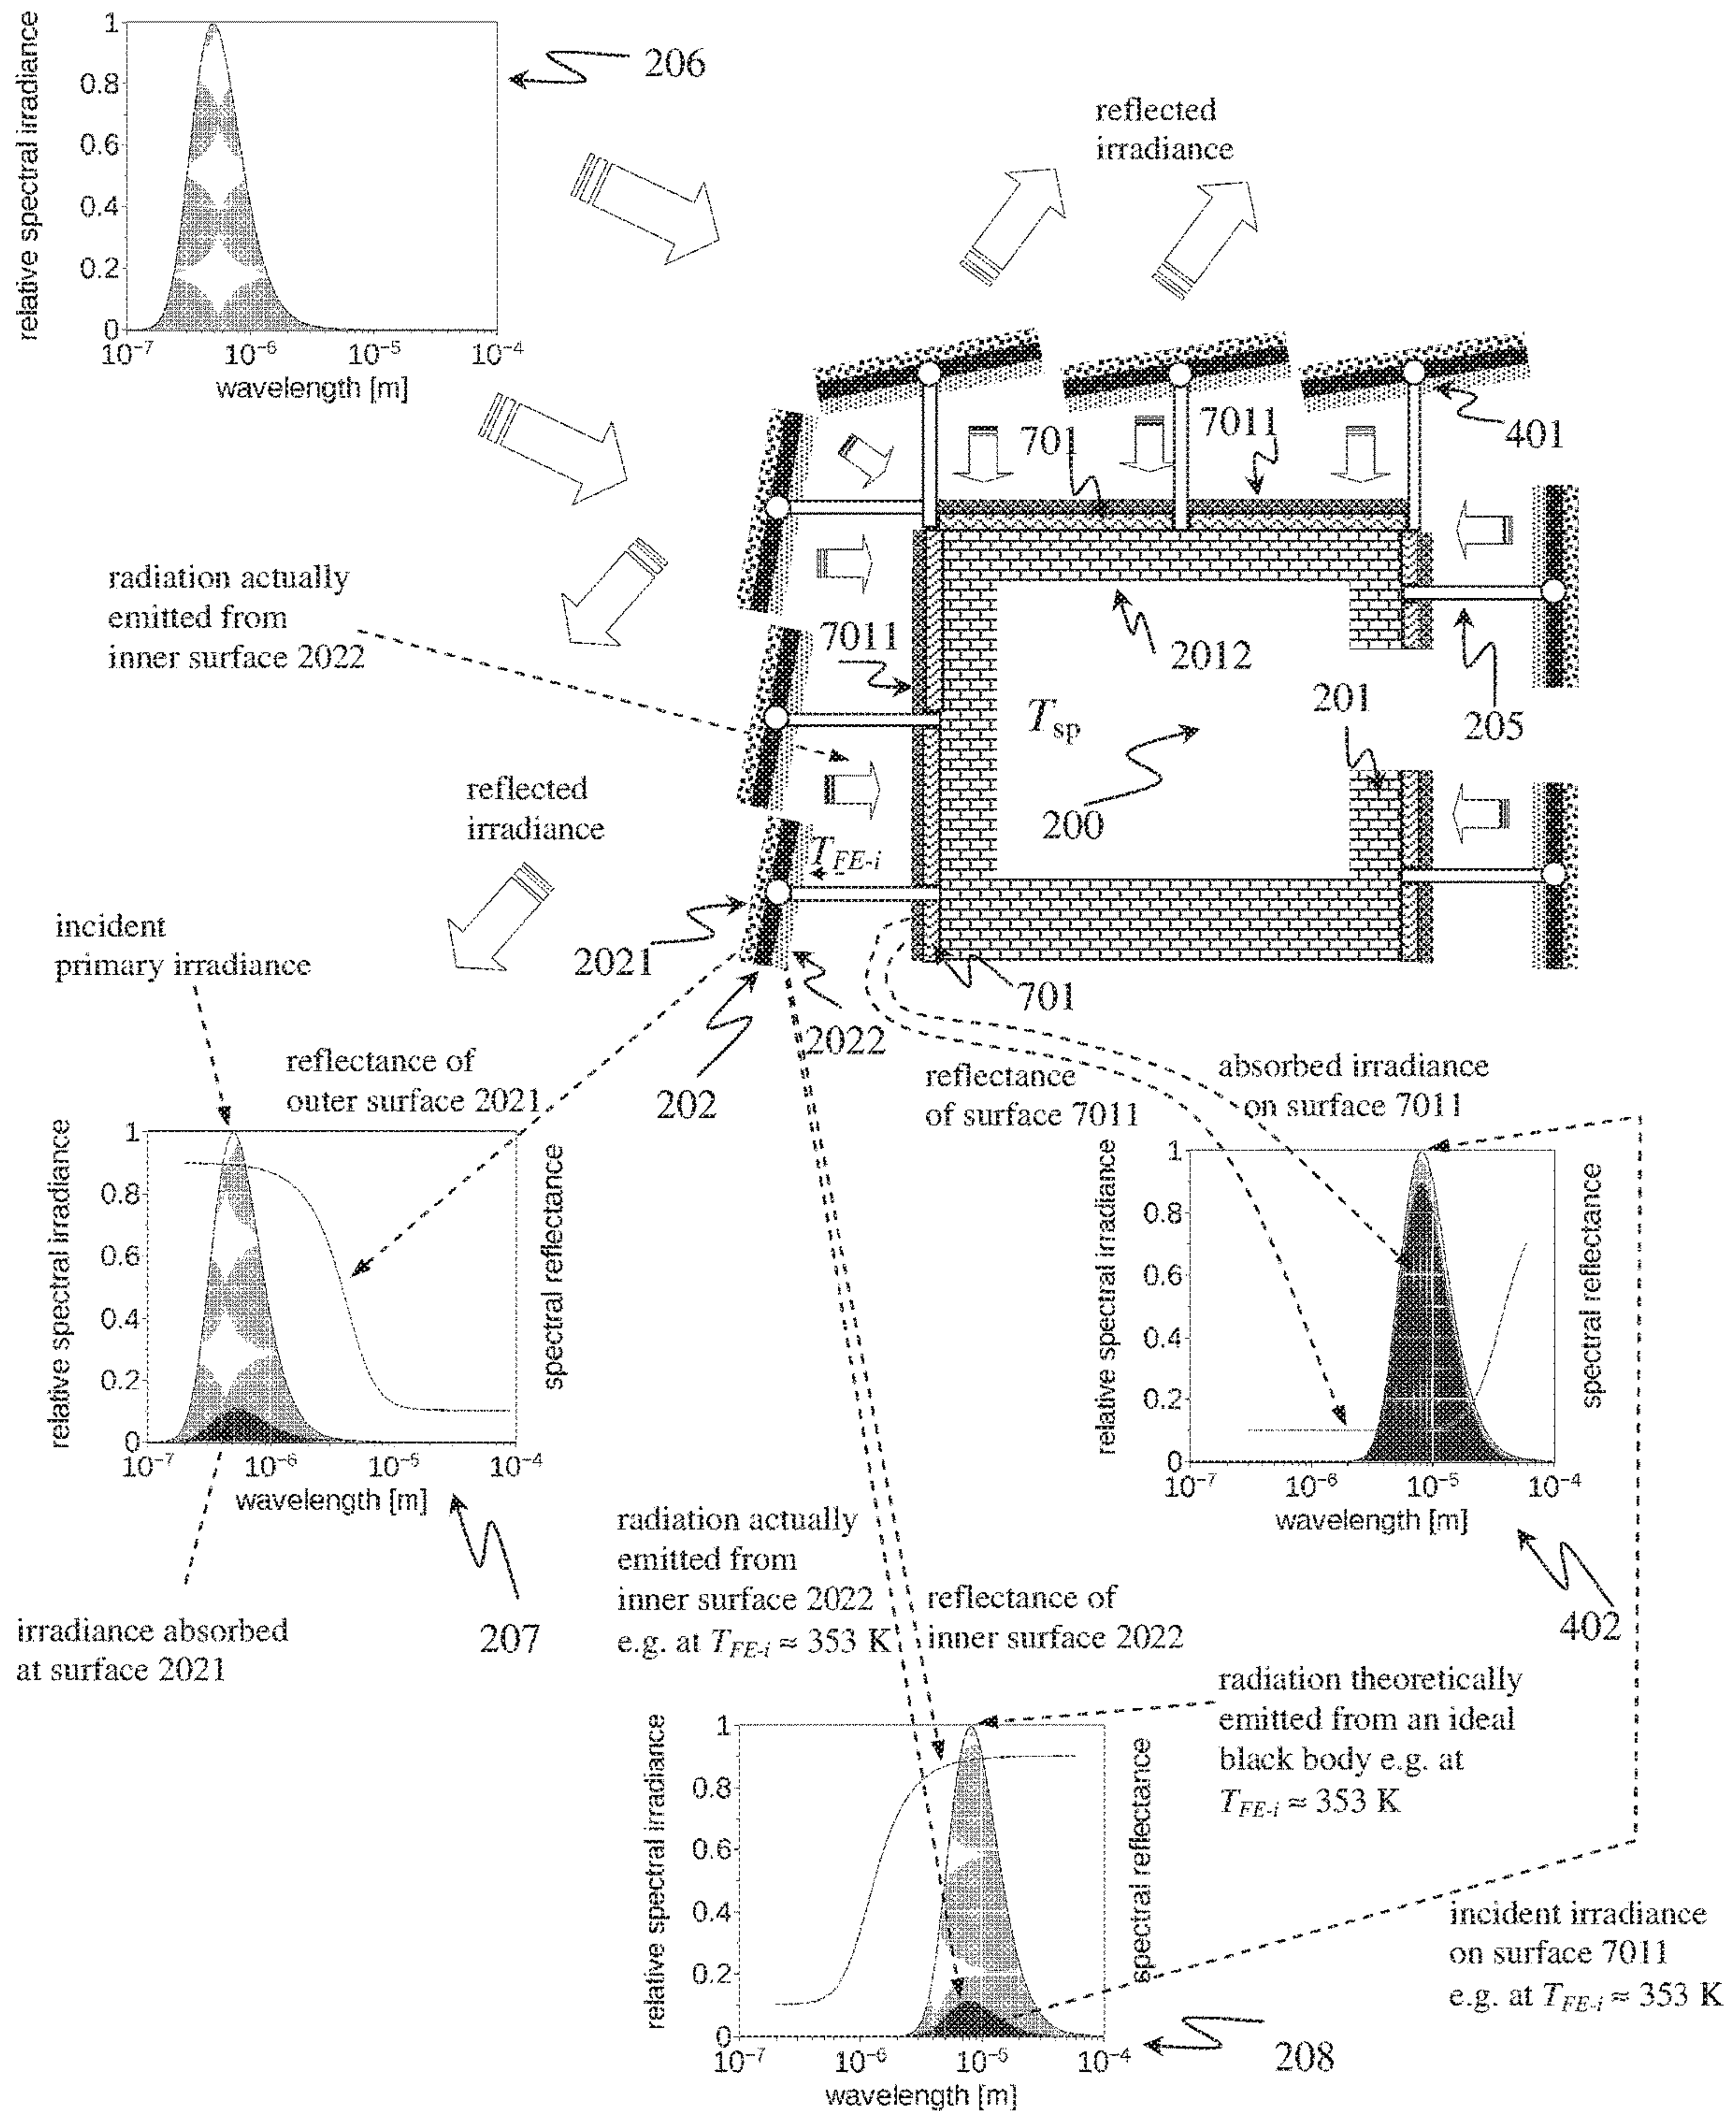 relative spectral irradiance
1
0.8
0.6
0.4
0.2
0
10⁻⁷ 10⁻⁶ 10⁻⁵ 10⁻⁴
wavelength [m]
206
reflected
irradiance
401
701
7011
radiation actually
emitted from
inner surface 2022
7011
2012
201
205
T_sp
200
reflected
irradiance
T_FE-i
2021
202
2022
701
incident
primary irradiance
reflectance of
outer surface 2021
relative spectral irradiance
1
0.8
0.6
0.4
0.2
0
10⁻⁷ 10⁻⁶ 10⁻⁵ 10⁻⁴
wavelength [m]
spectral reflectance
irradiance absorbed
at surface 2021
207
reflectance
of surface 7011
absorbed irradiance
on surface 7011
relative spectral irradiance
1
0.8
0.6
0.4
0.2
0
10⁻⁷ 10⁻⁶ 10⁻⁵ 10⁻⁴
wavelength [m]
spectral reflectance
402
radiation actually
emitted from
inner surface 2022
e.g. at T_FE-i ≈ 353 K
reflectance of
inner surface 2022
radiation theoretically
emitted from an ideal
black body e.g. at
T_FE-i ≈ 353 K
relative spectral irradiance
1
0.8
0.6
0.4
0.2
0
10⁻⁷ 10⁻⁶ 10⁻⁵ 10⁻⁴
wavelength [m]
spectral reflectance
incident irradiance
on surface 7011
e.g. at T_FE-i ≈ 353 K
208